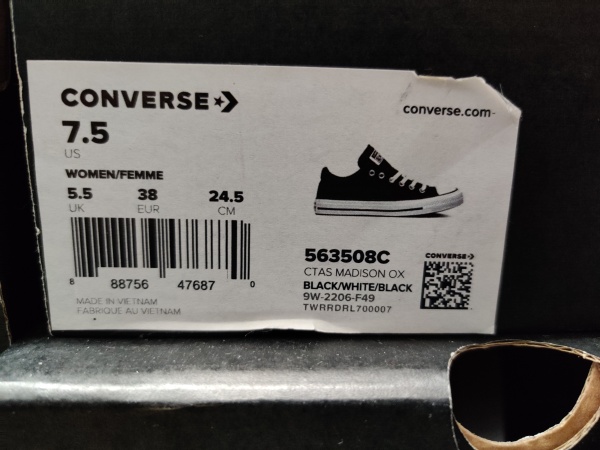 CONVERSE
converse.com
7.5
US
WOMEN/FEMME
5.5 38 24.5
UK EUR CM
8 88756 47687 0
MADE IN VIETNAM
FABRIQUE AU VIETNAM
563508C
CTAS MADISON OX
BLACK/WHITE/BLACK
9W-2206-F49
TWRRDRL700007
CONVERSE